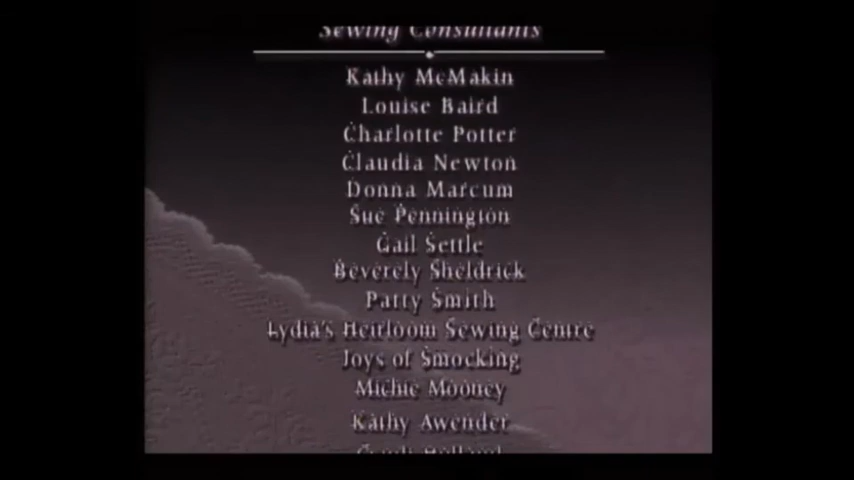 Sewing Consultants
Kathy McMakin
Louise Baird
Charlotte Potter
Claudia Newton
Donna Marcum
Sue Pennington
Gail Settle
Beverely Sheldrick
Patty Smith
Lydia's Heirloom Sewing Centre
Joys of Smocking
Michie Mooney
Kathy Awender
Holland